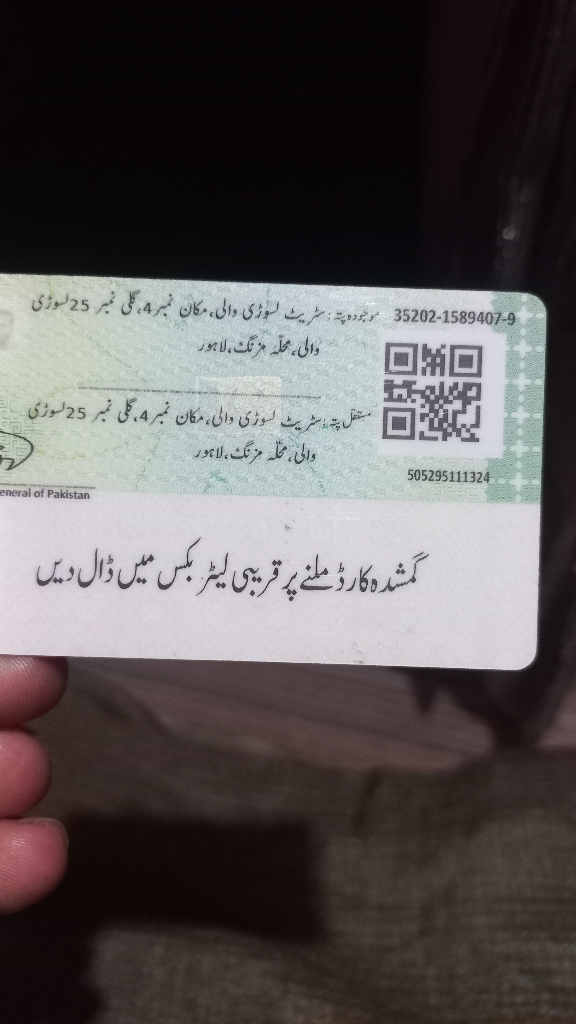 35202-1589407-9
موجودہ پتہ: سٹریٹ لسوڑی والی، مکان نمبر 4، گلی نمبر 25 لسوڑی
والی، محلّہ مزنگ، لاہور
مستقل پتہ: سٹریٹ لسوڑی والی، مکان نمبر 4، گلی نمبر 25 لسوڑی
والی، محلّہ مزنگ، لاہور
505295111324
eneral of Pakistan
گمشدہ کارڈ ملنے پر قریبی لیٹر بکس میں ڈال دیں